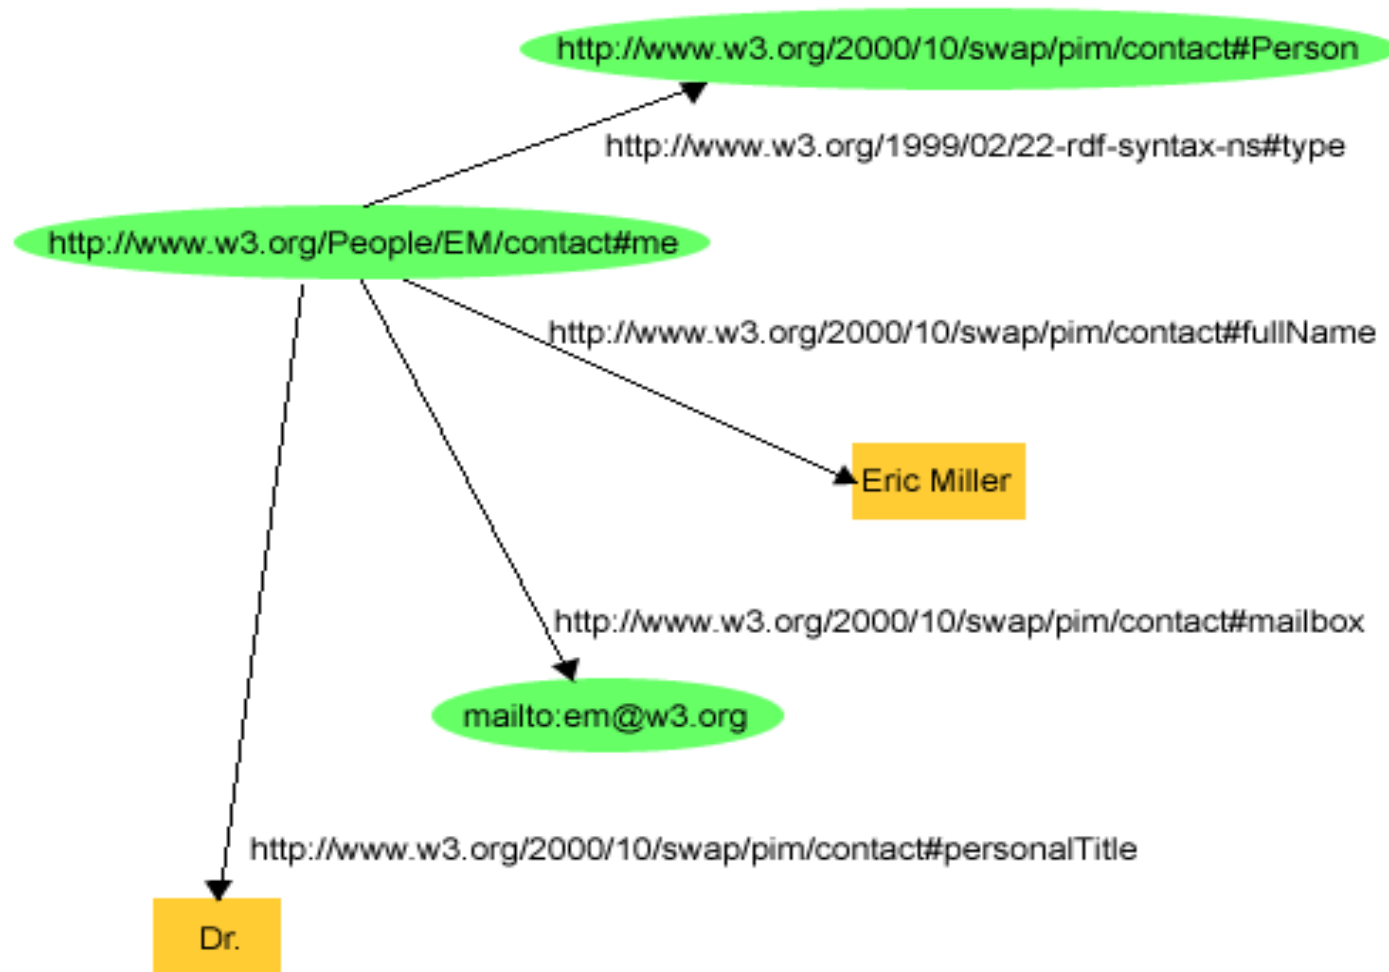 http://www.w3.org/2000/10/swap/pim/contact#Person
http://www.w3.org/1999/02/22-rdf-syntax-ns#type
http://www.w3.org/People/EM/contact#me
http://www.w3.org/2000/10/swap/pim/contact#fullName
Eric Miller
http://www.w3.org/2000/10/swap/pim/contact#mailbox
mailto:em@w3.org
http://www.w3.org/2000/10/swap/pim/contact#personalTitle
Dr.